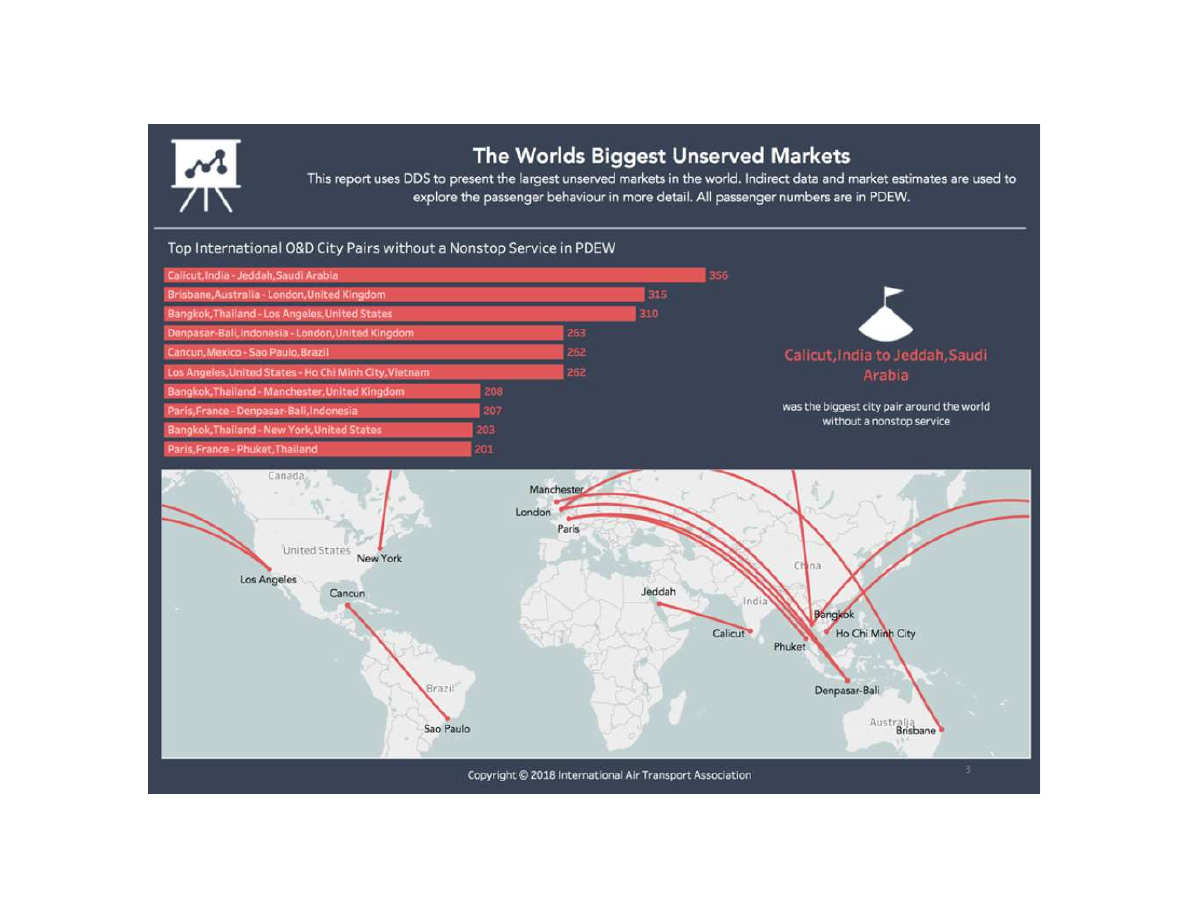 The Worlds Biggest Unserved Markets
This report uses DDS to present the largest unserved markets in the world. Indirect data and market estimates are used to
explore the passenger behaviour in more detail. All passenger numbers are in PDEW.
Top International O&D City Pairs without a Nonstop Service in PDEW
Calicut,India - Jeddah,Saudi Arabia 356
Brisbane,Australia - London,United Kingdom 315
Bangkok,Thailand - Los Angeles,United States 310
Denpasar-Bali,Indonesia - London,United Kingdom 263
Cancun,Mexico - Sao Paulo,Brazil 262
Los Angeles,United States - Ho Chi Minh City,Vietnam 262
Bangkok,Thailand - Manchester,United Kingdom 208
Paris,France - Denpasar-Bali,Indonesia 207
Bangkok,Thailand - New York,United States 203
Paris,France - Phuket,Thailand 201
Calicut,India to Jeddah,Saudi
Arabia
was the biggest city pair around the world
without a nonstop service
Canada
Manchester
London
Paris
United States
New York
Los Angeles
Cancun
Brazil
Sao Paulo
Jeddah
India
Calicut
China
Bangkok
Ho Chi Minh City
Phuket
Denpasar-Bali
Australia
Brisbane
Copyright © 2018 International Air Transport Association
3